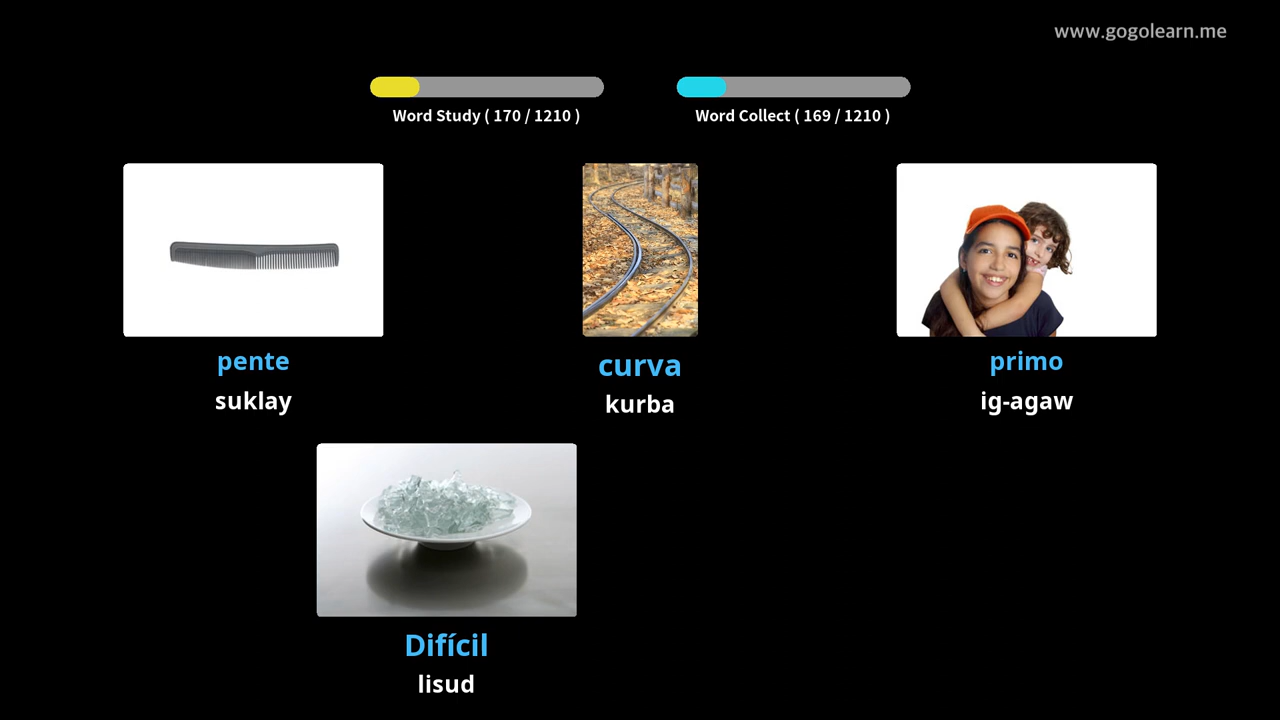 www.gogolearn.me
Word Study ( 170 / 1210 )
Word Collect ( 169 / 1210 )
pente
suklay
curva
kurba
primo
ig-agaw
Difícil
lisud